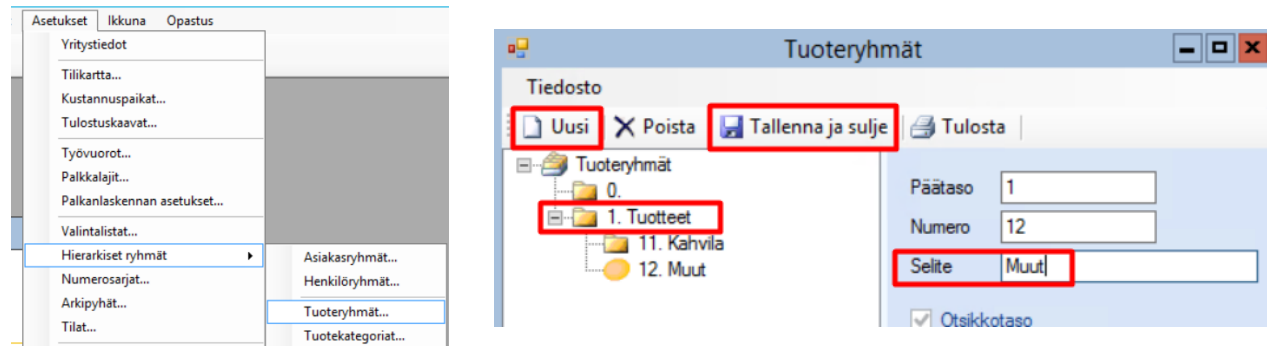 Asetukset Ikkuna Opastus
Yritystiedot
Tilikartta...
Kustannuspaikat...
Tulostuskaavat...
Työvuorot...
Palkkalajit...
Palkanlaskennan asetukset...
Valintalistat...
Hierarkiset ryhmät
Numerosarjat...
Arkipyhät...
Tilat...
Asiakasryhmät...
Henkilöryhmät...
Tuoteryhmät...
Tuotekategoriat...
Tuoteryhmät
Tiedosto
Uusi Poista Tallenna ja sulje Tulosta
Tuoteryhmät
0.
1. Tuotteet
11. Kahvila
12. Muut
Päätaso 1
Numero 12
Selite Muut
Otsikkotaso